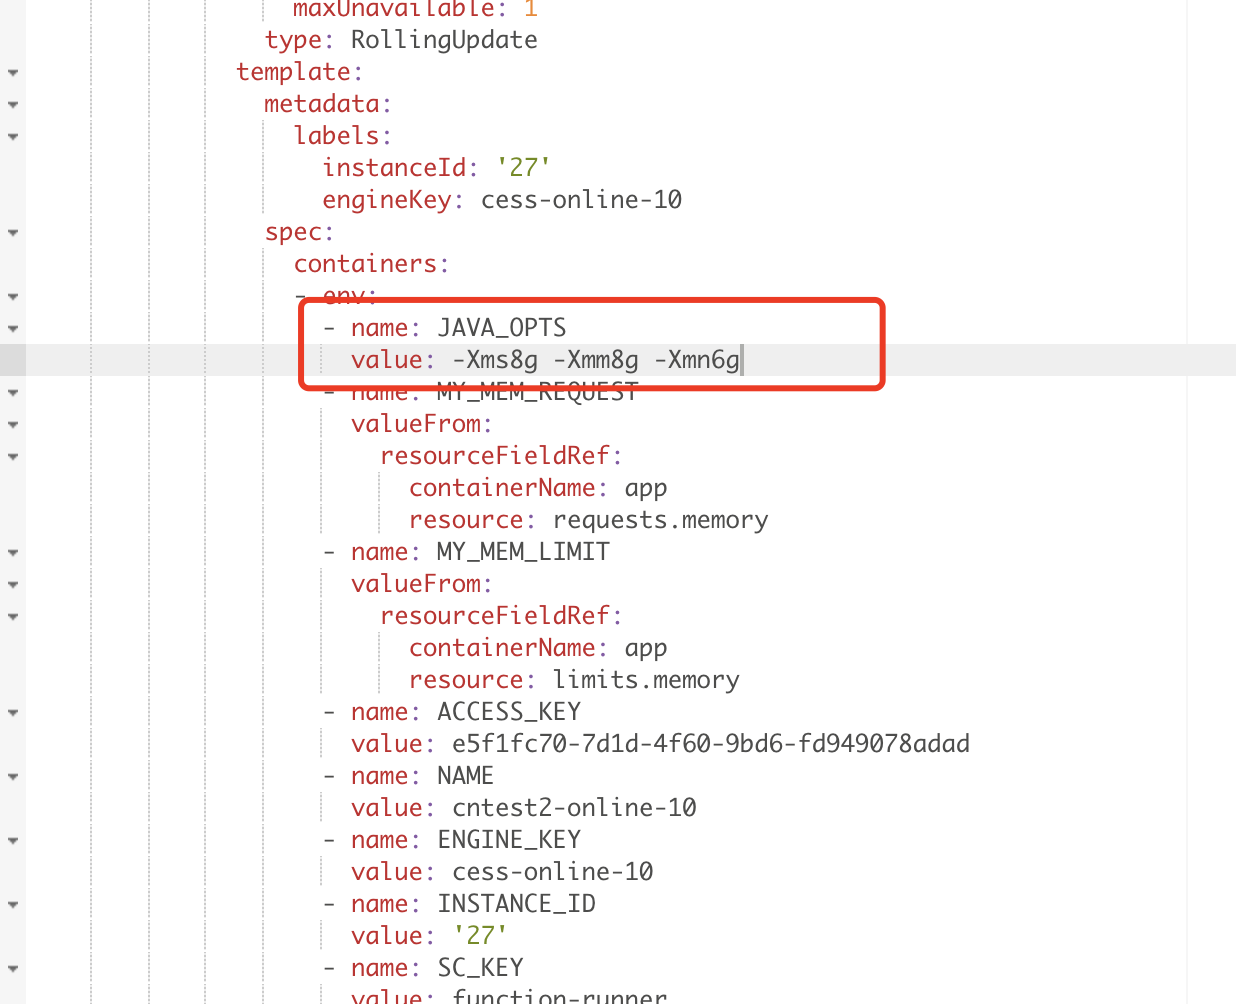 maxUnavailable: 1
type: RollingUpdate
template:
metadata:
labels:
instanceId: '27'
engineKey: cess-online-10
spec:
containers:
- env:
- name: JAVA_OPTS
value: -Xms8g -Xmm8g -Xmn6g
- name: MY_MEM_REQUEST
valueFrom:
resourceFieldRef:
containerName: app
resource: requests.memory
- name: MY_MEM_LIMIT
valueFrom:
resourceFieldRef:
containerName: app
resource: limits.memory
- name: ACCESS_KEY
value: e5f1fc70-7d1d-4f60-9bd6-fd949078adad
- name: NAME
value: cntest2-online-10
- name: ENGINE_KEY
value: cess-online-10
- name: INSTANCE_ID
value: '27'
- name: SC_KEY
value: function-runner